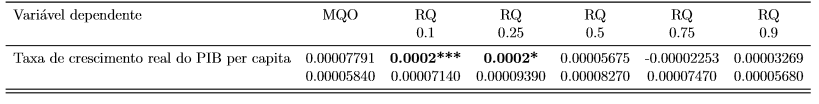 Variável dependente MQO RQ RQ RQ RQ RQ
0.1 0.25 0.5 0.75 0.9
Taxa de crescimento real do PIB per capita 0.00007791 0.0002*** 0.0002* 0.00005675 -0.00002253 0.00003269
0.00005840 0.00007140 0.00009390 0.00008270 0.00007470 0.00005680